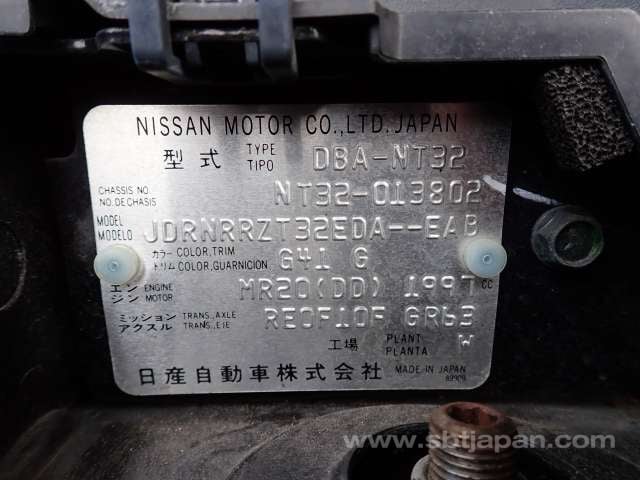 NISSAN MOTOR CO.,LTD.JAPAN
型式 TYPE TIPO DBA-NT32
CHASSIS NO. NO.DE CHASIS NT32-013802
MODEL MODELO JDRNRRZT32EDA--EAB
カラー COLOR,TRIM
トリム COLOR,GUARNICION G41 G
エンジン ENGINE MOTOR MR20(DD) 1997 CC
ミッション TRANS.,AXLE
アクスル TRANS.,EJE RE0F10F GR63
工場 PLANT PLANTA W
日産自動車株式会社 MADE IN JAPAN
www.sbtjapan.com